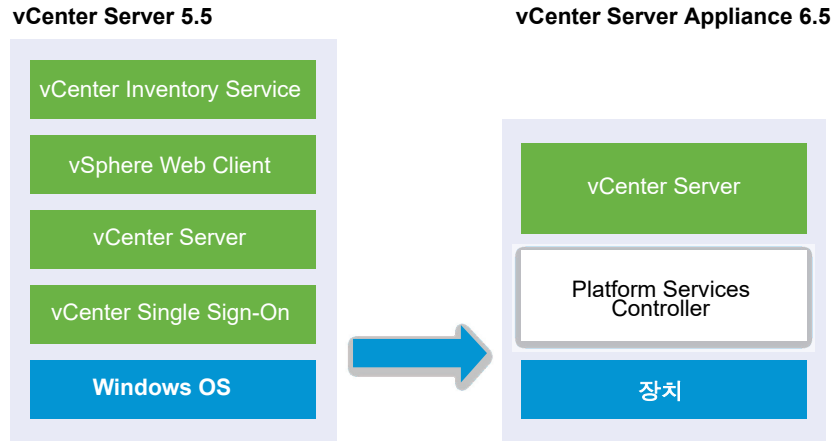 vCenter Server 5.5
vCenter Inventory Service
vSphere Web Client
vCenter Server
vCenter Single Sign-On
Windows OS
vCenter Server Appliance 6.5
vCenter Server
Platform Services
Controller
장치